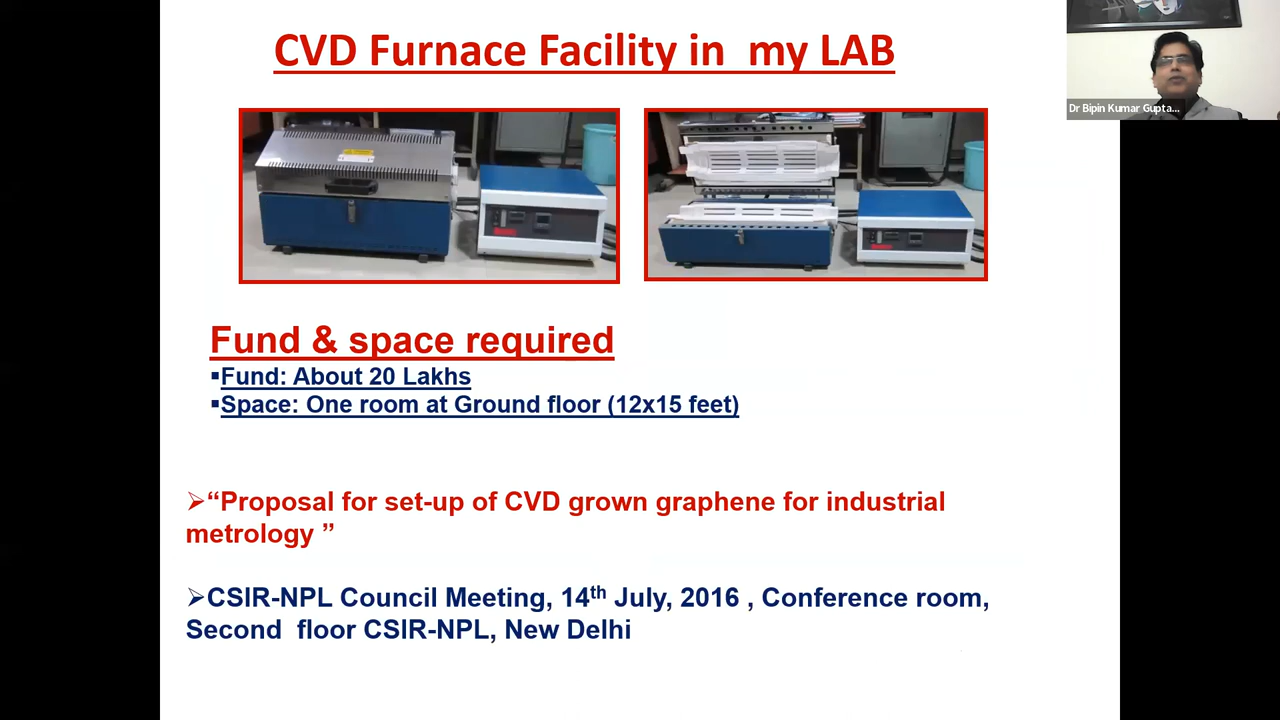 CVD Furnace Facility in my LAB
Dr Bipin Kumar Gupta...
Fund & space required
▪Fund: About 20 Lakhs
▪Space: One room at Ground floor (12x15 feet)
➢“Proposal for set-up of CVD grown graphene for industrial
metrology ”
➢CSIR-NPL Council Meeting, 14th July, 2016 , Conference room,
Second floor CSIR-NPL, New Delhi